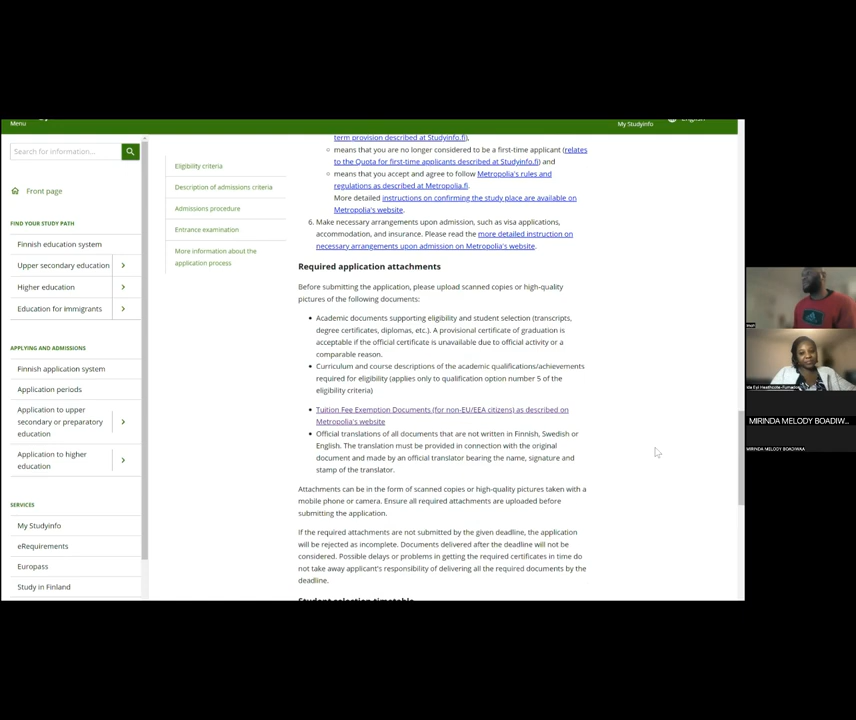 Menu
My Studyinfo
English
Search for information...
Front page
FIND YOUR STUDY PATH
Finnish education system
Upper secondary education
Higher education
Education for immigrants
APPLYING AND ADMISSIONS
Finnish application system
Application periods
Application to upper
secondary or preparatory
education
Application to higher
education
SERVICES
My Studyinfo
eRequirements
Europass
Study in Finland
Eligibility criteria
Description of admissions criteria
Admissions procedure
Entrance examination
More information about the
application process
term provision described at Studyinfo.fi),
means that you are no longer considered to be a first-time applicant (relates
to the Quota for first-time applicants described at Studyinfo.fi) and
means that you accept and agree to follow Metropolia's rules and
regulations as described at Metropolia.fi.
More detailed instructions on confirming the study place are available on
Metropolia's website.
6. Make necessary arrangements upon admission, such as visa applications,
accommodation, and insurance. Please read the more detailed instruction on
necessary arrangements upon admission on Metropolia's website.
Required application attachments
Before submitting the application, please upload scanned copies or high-quality
pictures of the following documents:
Academic documents supporting eligibility and student selection (transcripts,
degree certificates, diplomas, etc.). A provisional certificate of graduation is
acceptable if the official certificate is unavailable due to official activity or a
comparable reason.
Curriculum and course descriptions of the academic qualifications/achievements
required for eligibility (applies only to qualification option number 5 of the
eligibility criteria)
Tuition Fee Exemption Documents (for non-EU/EEA citizens) as described on
Metropolia's website
Official translations of all documents that are not written in Finnish, Swedish or
English. The translation must be provided in connection with the original
document and made by an official translator bearing the name, signature and
stamp of the translator.
Attachments can be in the form of scanned copies or high-quality pictures taken with a
mobile phone or camera. Ensure all required attachments are uploaded before
submitting the application.
If the required attachments are not submitted by the given deadline, the application
will be rejected as incomplete. Documents delivered after the deadline will not be
considered. Possible delays or problems in getting the required certificates in time do
not take away applicant's responsibility of delivering all the required documents by the
deadline.
Student selection timetable
MIRINDA MELODY BOADIW...
MIRINDA MELODY BOADIWAA